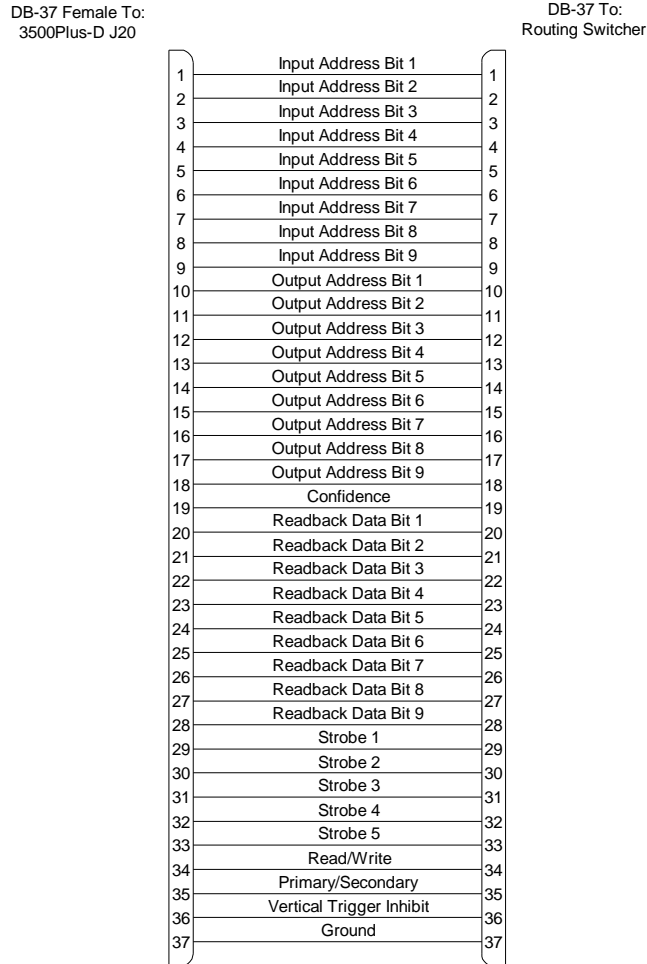 DB-37 Female To:
3500Plus-D J20
DB-37 To:
Routing Switcher
1 Input Address Bit 1 1
2 Input Address Bit 2 2
3 Input Address Bit 3 3
4 Input Address Bit 4 4
5 Input Address Bit 5 5
6 Input Address Bit 6 6
7 Input Address Bit 7 7
8 Input Address Bit 8 8
9 Input Address Bit 9 9
10 Output Address Bit 1 10
11 Output Address Bit 2 11
12 Output Address Bit 3 12
13 Output Address Bit 4 13
14 Output Address Bit 5 14
15 Output Address Bit 6 15
16 Output Address Bit 7 16
17 Output Address Bit 8 17
18 Output Address Bit 9 18
19 Confidence 19
20 Readback Data Bit 1 20
21 Readback Data Bit 2 21
22 Readback Data Bit 3 22
23 Readback Data Bit 4 23
24 Readback Data Bit 5 24
25 Readback Data Bit 6 25
26 Readback Data Bit 7 26
27 Readback Data Bit 8 27
28 Readback Data Bit 9 28
29 Strobe 1 29
30 Strobe 2 30
31 Strobe 3 31
32 Strobe 4 32
33 Strobe 5 33
34 Read/Write 34
35 Primary/Secondary 35
36 Vertical Trigger Inhibit 36
37 Ground 37